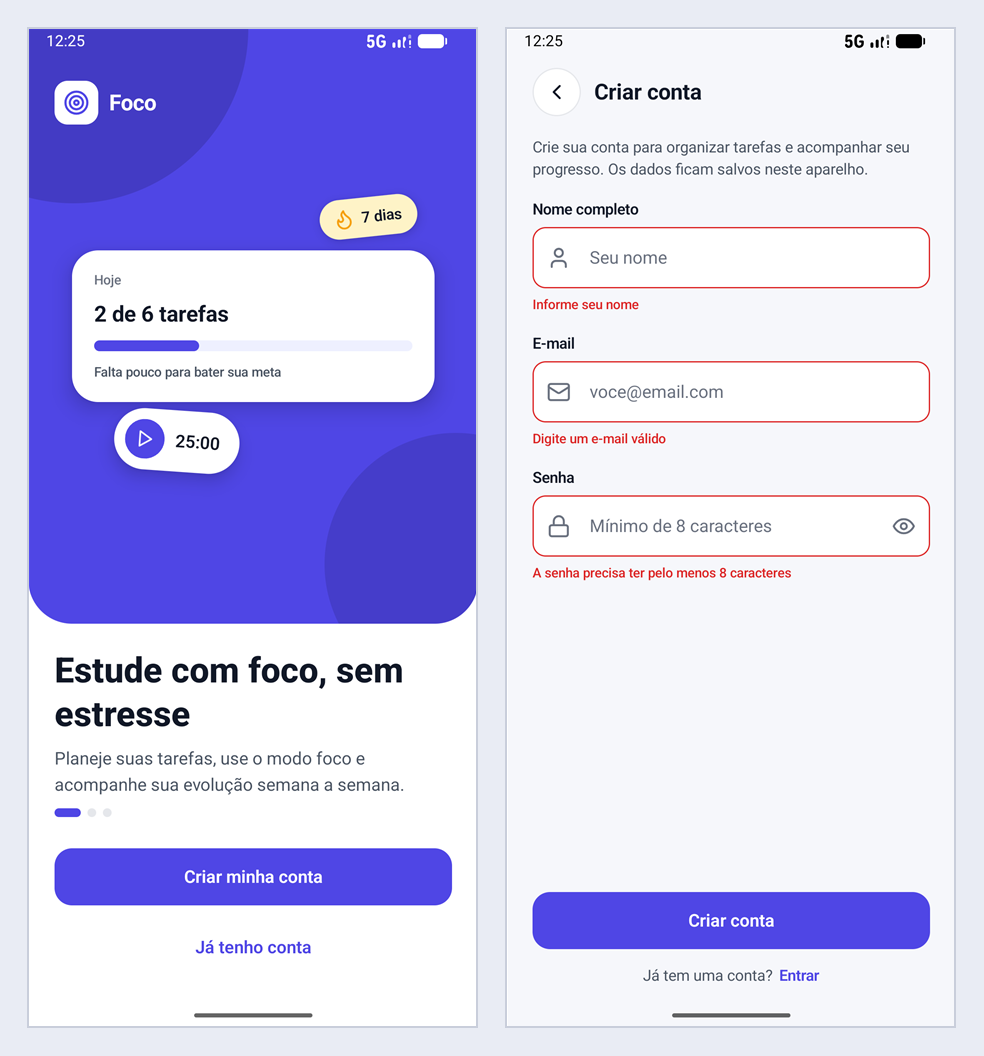 12:25
5G
Foco
7 dias
Hoje
2 de 6 tarefas
Falta pouco para bater sua meta
25:00
Estude com foco, sem
estresse
Planeje suas tarefas, use o modo foco e
acompanhe sua evolução semana a semana.
Criar minha conta
Já tenho conta
12:25
5G
Criar conta
Crie sua conta para organizar tarefas e acompanhar seu
progresso. Os dados ficam salvos neste aparelho.
Nome completo
Seu nome
Informe seu nome
E-mail
voce@email.com
Digite um e-mail válido
Senha
Mínimo de 8 caracteres
A senha precisa ter pelo menos 8 caracteres
Criar conta
Já tem uma conta? Entrar